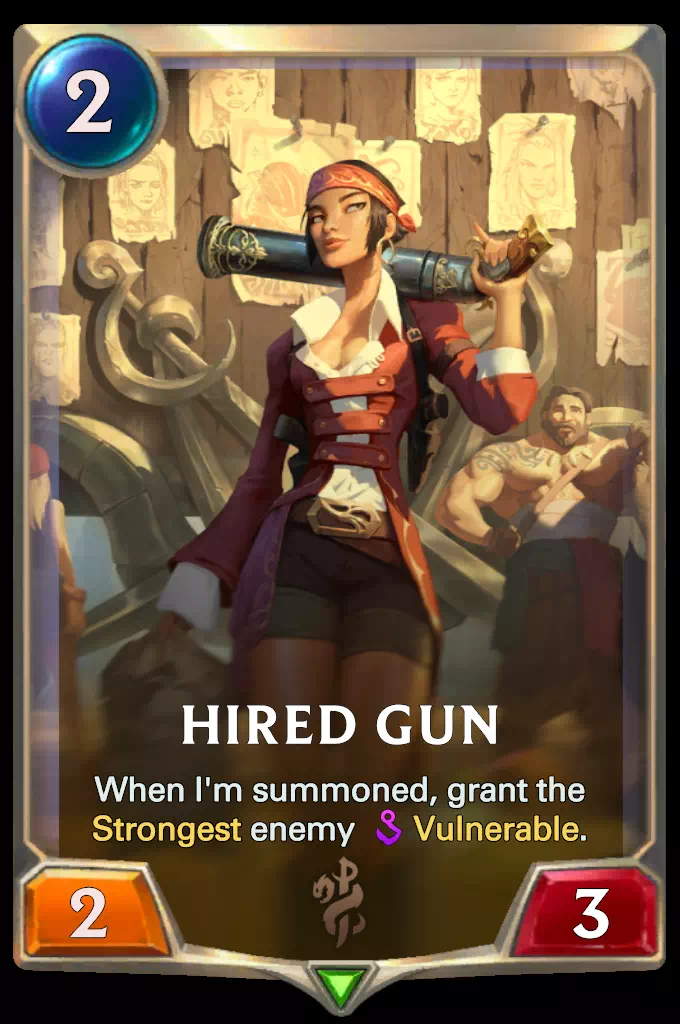 2
HIRED GUN
When I'm summoned, grant the
Strongest enemy Vulnerable.
2
3